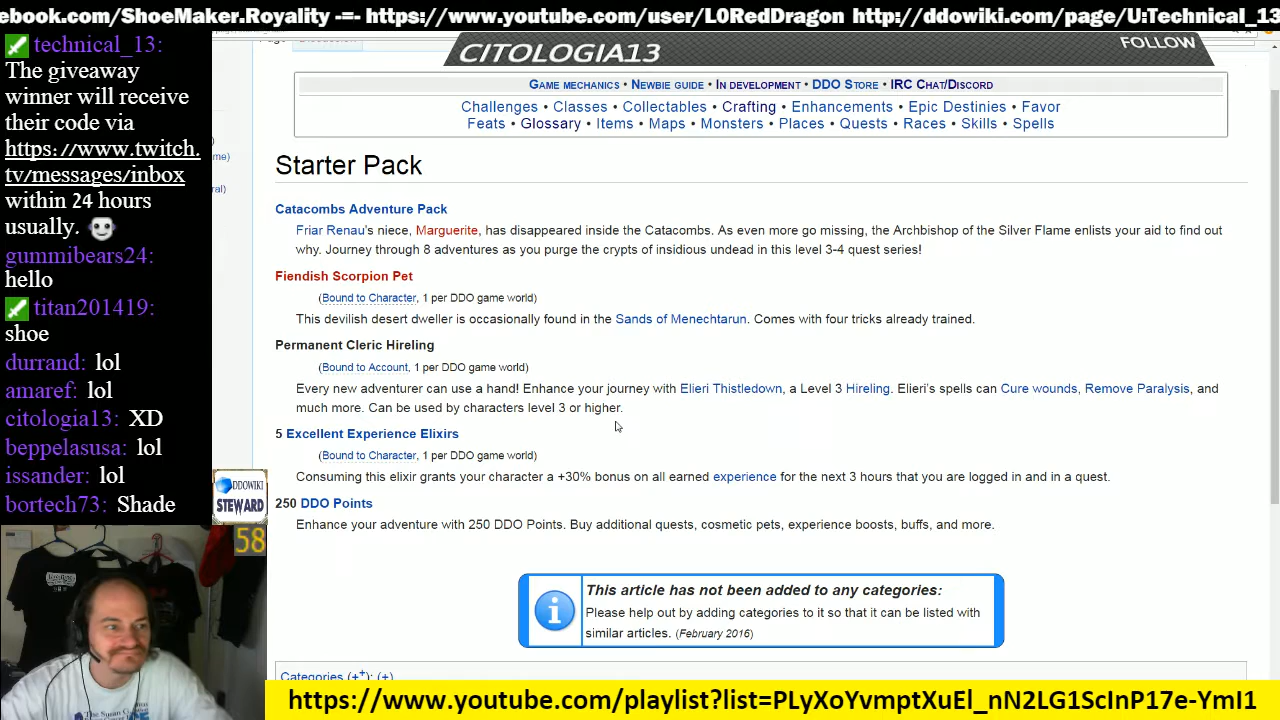 ebook.com/ShoeMaker.Royality -=- https://www.youtube.com/user/L0RedDragon http://ddowiki.com/page/U:Technical_13
technical_13:
The giveaway
winner will receive
their code via
https://www.twitch.
tv/messages/inbox
within 24 hours
usually.
gummibears24:
hello
titan201419:
shoe
durrand: lol
amaref: lol
citologia13: XD
beppelasusa: lol
issander: lol
bortech73: Shade
DDOWIKI
STEWARD
58
me)
ral)
CITOLOGIA13
FOLLOW
Game mechanics • Newbie guide • In development • DDO Store • IRC Chat/Discord
Challenges • Classes • Collectables • Crafting • Enhancements • Epic Destinies • Favor
Feats • Glossary • Items • Maps • Monsters • Places • Quests • Races • Skills • Spells
Starter Pack
Catacombs Adventure Pack
Friar Renau's niece, Marguerite, has disappeared inside the Catacombs. As even more go missing, the Archbishop of the Silver Flame enlists your aid to find out
why. Journey through 8 adventures as you purge the crypts of insidious undead in this level 3-4 quest series!
Fiendish Scorpion Pet
(Bound to Character, 1 per DDO game world)
This devilish desert dweller is occasionally found in the Sands of Menechtarun. Comes with four tricks already trained.
Permanent Cleric Hireling
(Bound to Account, 1 per DDO game world)
Every new adventurer can use a hand! Enhance your journey with Elieri Thistledown, a Level 3 Hireling. Elieri's spells can Cure wounds, Remove Paralysis, and
much more. Can be used by characters level 3 or higher.
5 Excellent Experience Elixirs
(Bound to Character, 1 per DDO game world)
Consuming this elixir grants your character a +30% bonus on all earned experience for the next 3 hours that you are logged in and in a quest.
250 DDO Points
Enhance your adventure with 250 DDO Points. Buy additional quests, cosmetic pets, experience boosts, buffs, and more.
This article has not been added to any categories:
Please help out by adding categories to it so that it can be listed with
similar articles. (February 2016)
Categories (++): (+)
https://www.youtube.com/playlist?list=PLyXoYvmptXuEl_nN2LG1ScInP17e-YmI1